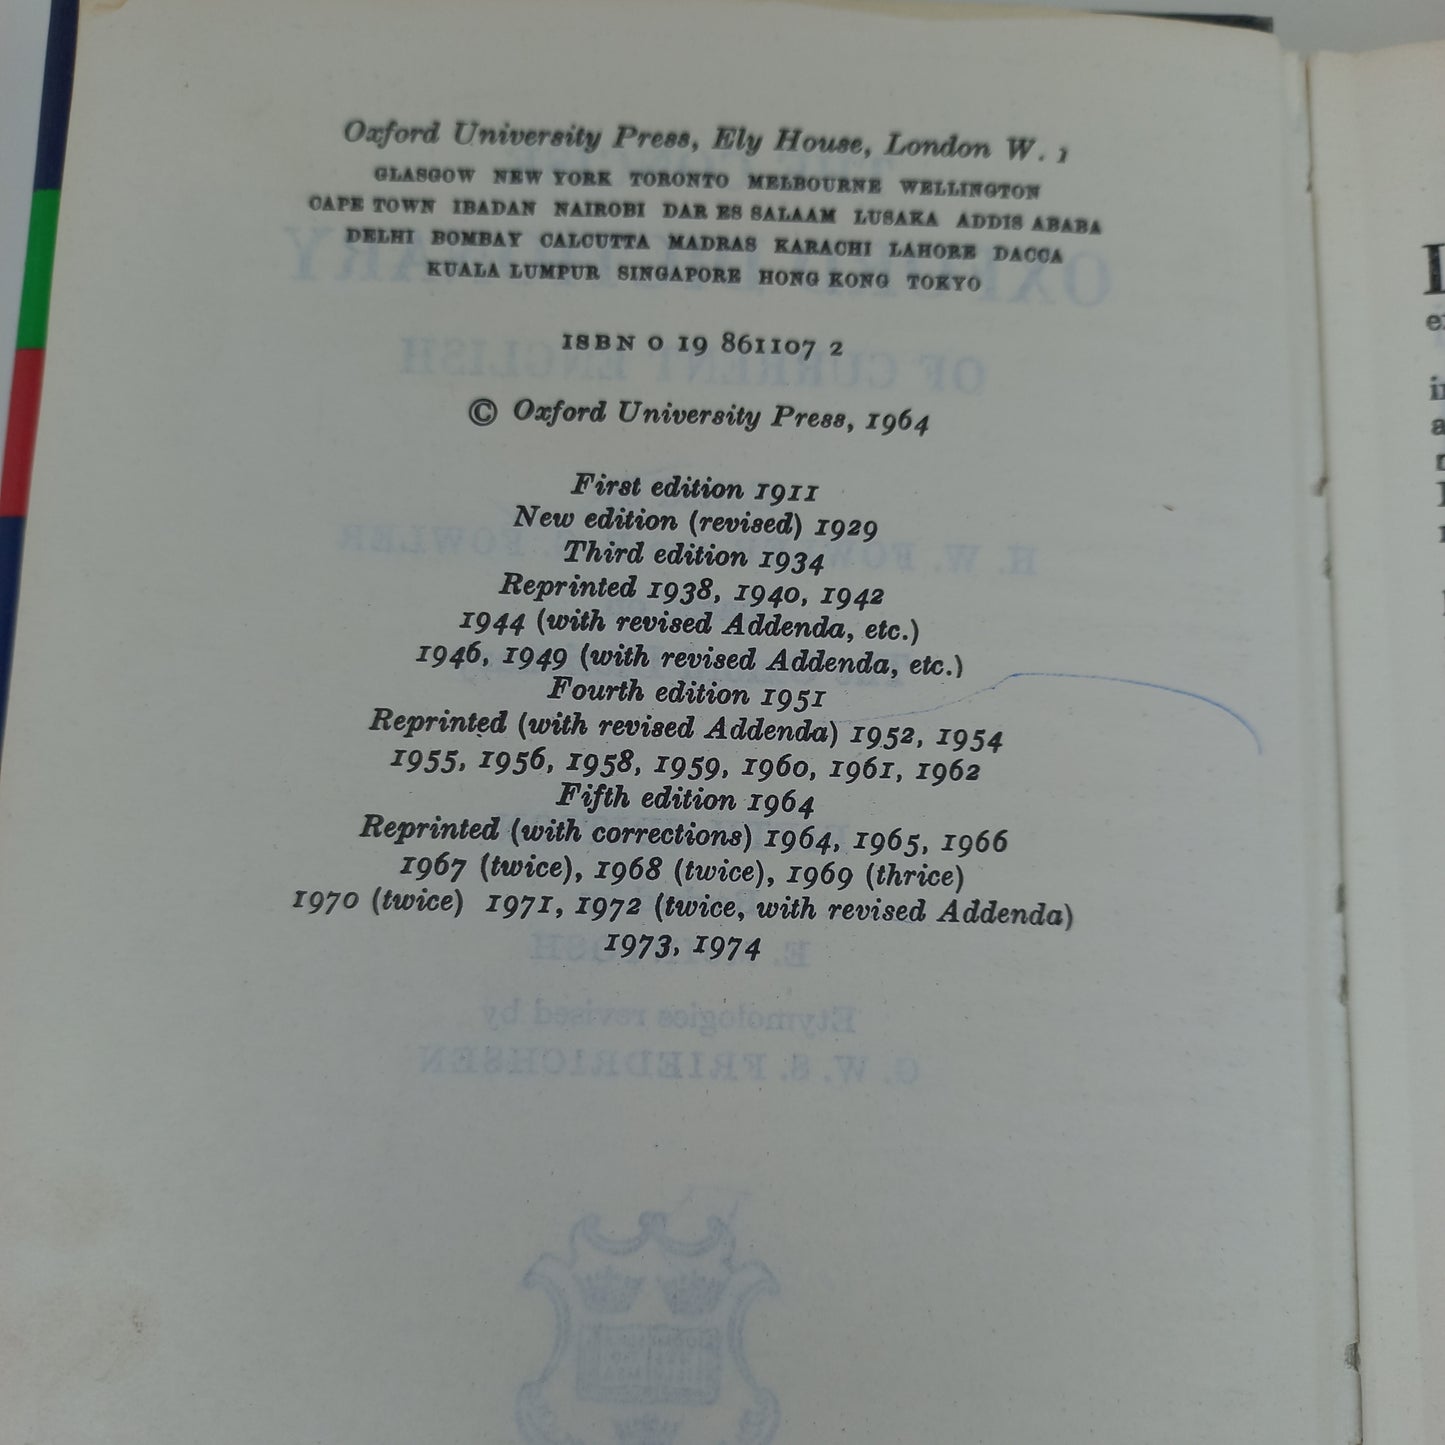 Oxford University Press, Ely House, London W. 1
GLASGOW NEW YORK TORONTO MELBOURNE WELLINGTON
CAPE TOWN IBADAN NAIROBI DAR ES SALAAM LUSAKA ADDIS ABABA
DELHI BOMBAY CALCUTTA MADRAS KARACHI LAHORE DACCA
KUALA LUMPUR SINGAPORE HONG KONG TOKYO
ISBN 0 19 861107 2
© Oxford University Press, 1964
First edition 1911
New edition (revised) 1929
Third edition 1934
Reprinted 1938, 1940, 1942
1944 (with revised Addenda, etc.)
1946, 1949 (with revised Addenda, etc.)
Fourth edition 1951
Reprinted (with revised Addenda) 1952, 1954
1955, 1956, 1958, 1959, 1960, 1961, 1962
Fifth edition 1964
Reprinted (with corrections) 1964, 1965, 1966
1967 (twice), 1968 (twice), 1969 (thrice)
1970 (twice) 1971, 1972 (twice, with revised Addenda)
1973, 1974